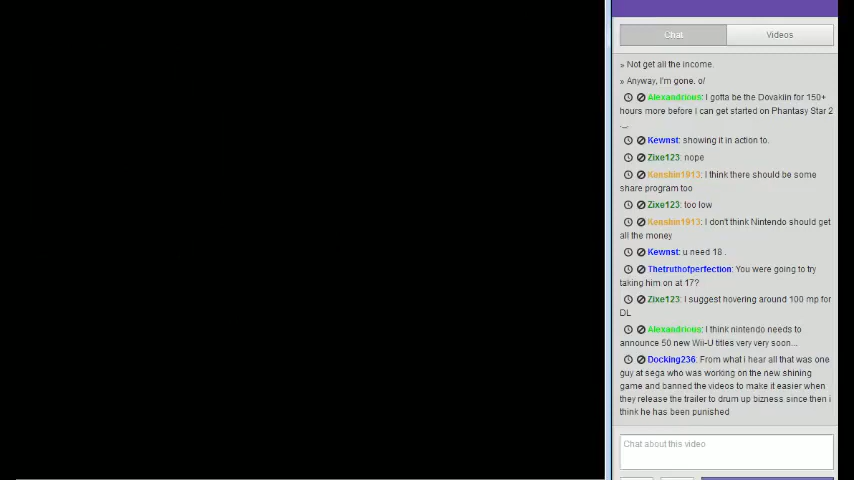 Chat
Videos
» Not get all the income.
» Anyway, I'm gone. o/
Alexandrious: I gotta be the Dovaklin for 150+
hours more before I can get started on Phantasy Star 2
._.
Kewnst: showing it in action to.
Zixe123: nope
Kenshin1913: I think there should be some
share program too
Zixe123: too low
Kenshin1913: I don't think Nintendo should get
all the money
Kewnst: u need 18 .
Thetruthofperfection: You were going to try
taking him on at 17?
Zixe123: I suggest hovering around 100 mp for
DL
Alexandrious: I think nintendo needs to
announce 50 new Wii-U titles very very soon...
Docking236: From what i hear all that was one
guy at sega who was working on the new shining
game and banned the videos to make it easier when
they release the trailer to drum up bizness since then i
think he has been punished
Chat about this video